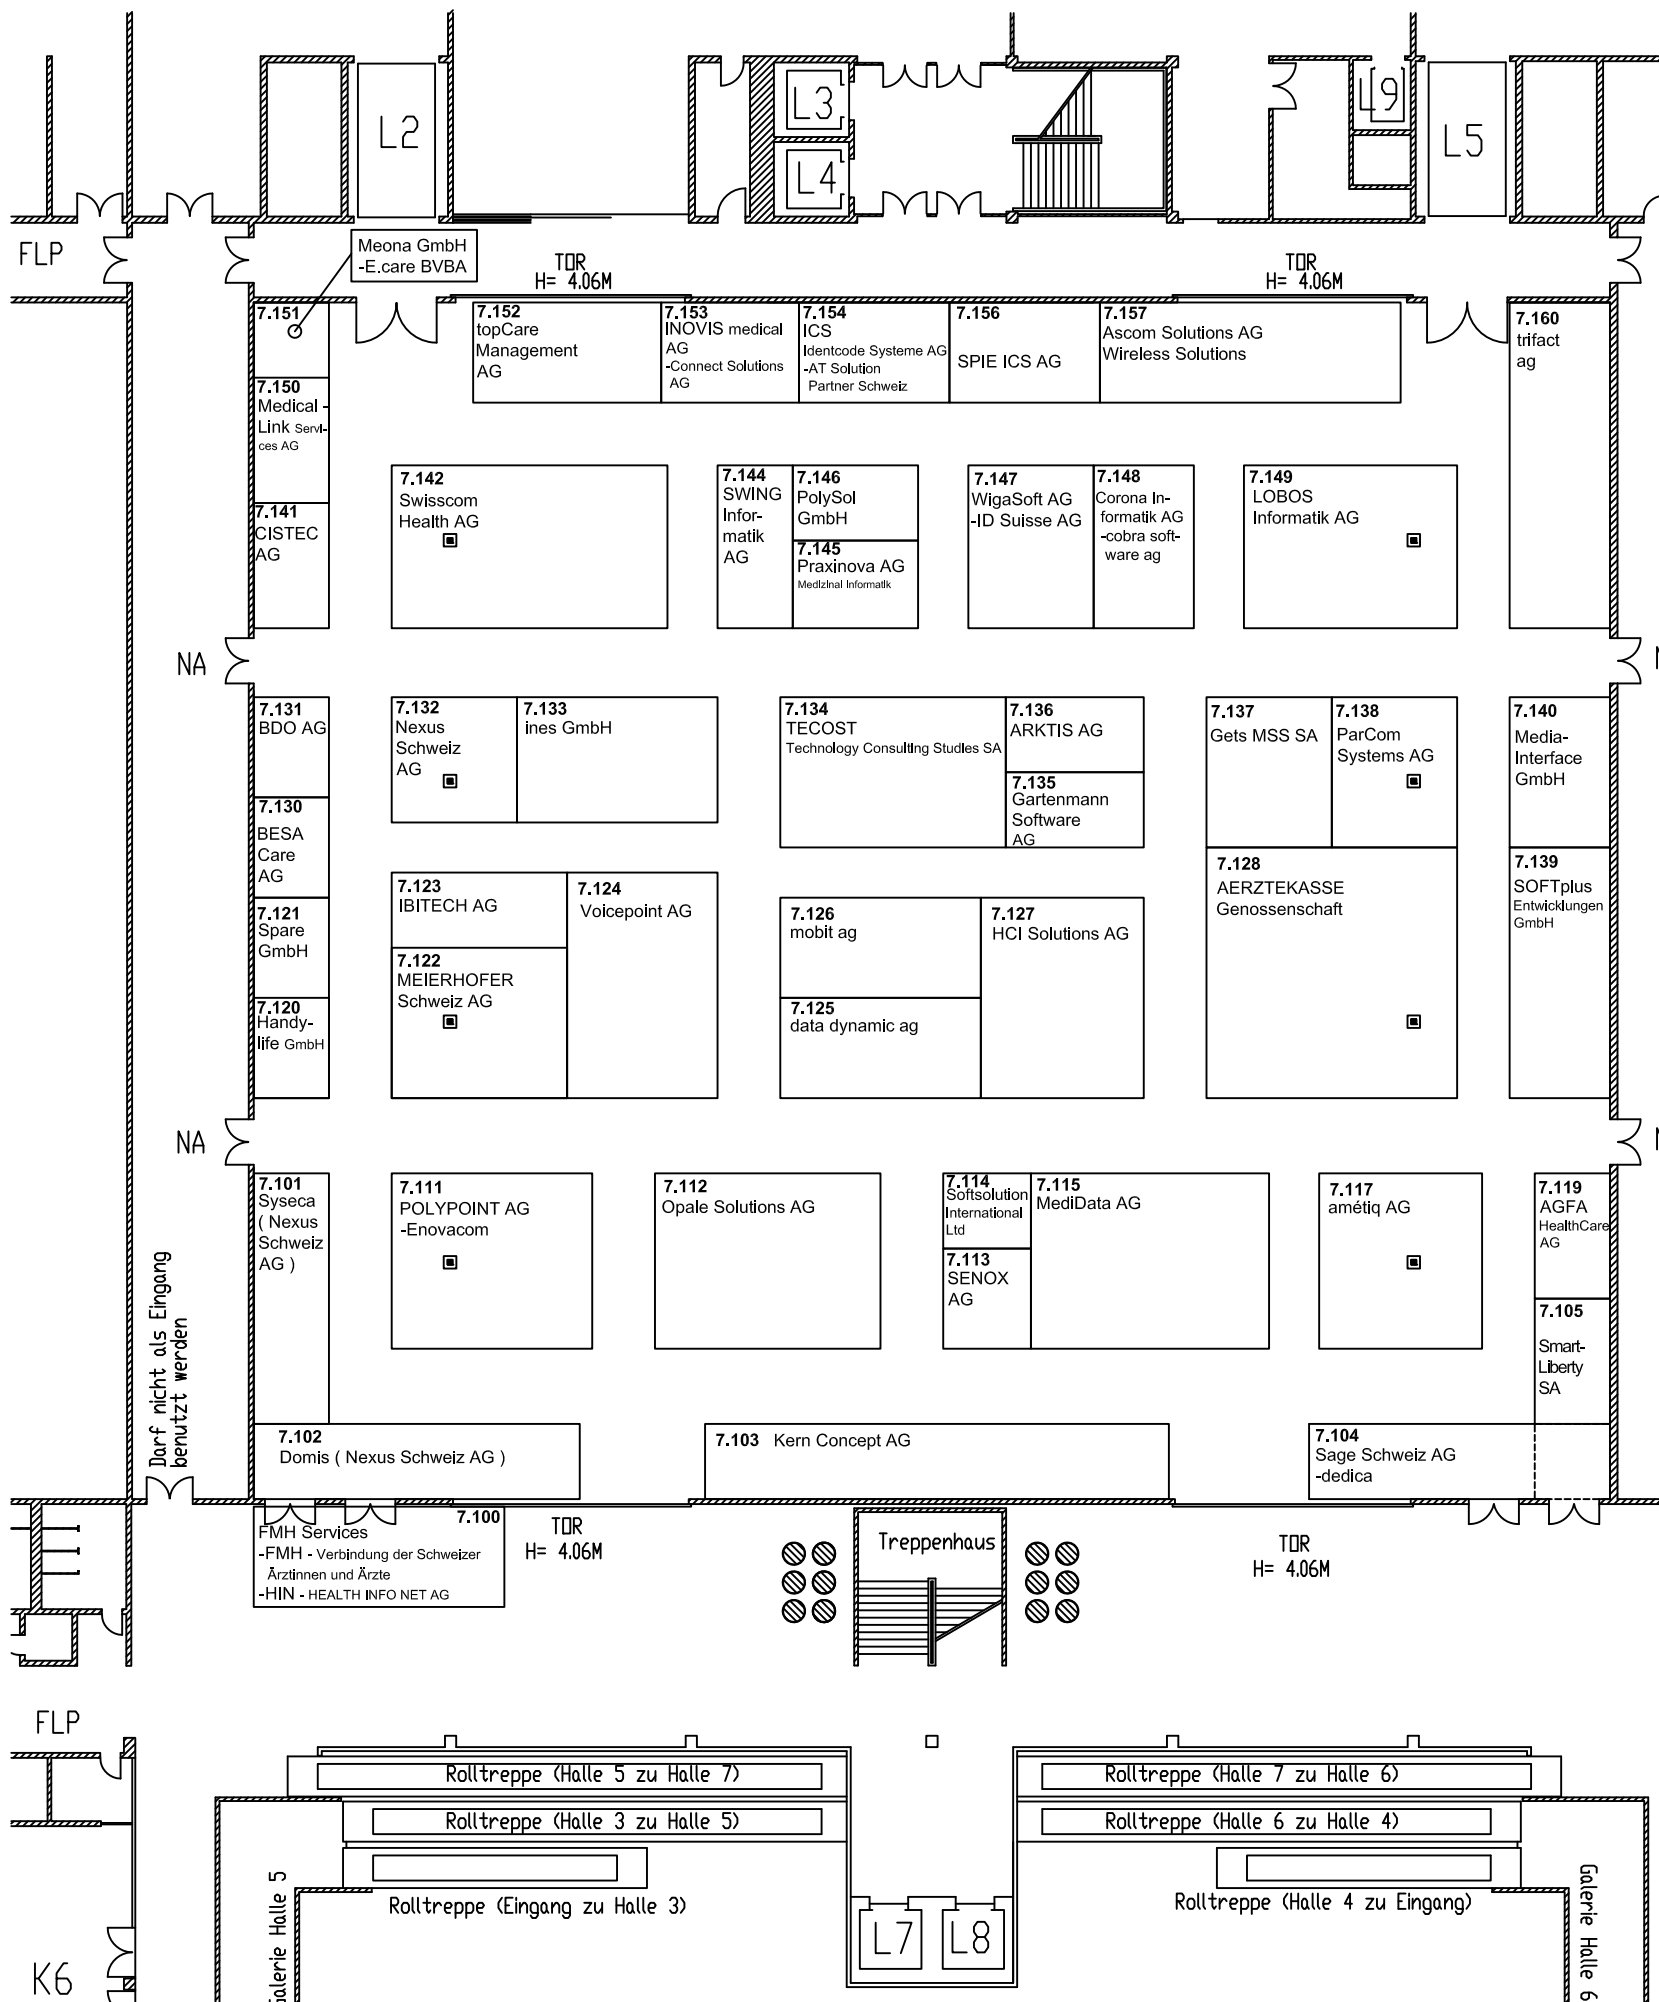 L2
L3
L4
L9
L5
FLP
Meona GmbH
-E.care BVBA
TOR
H= 4.06M
TOR
H= 4.06M
7.151
7.152
topCare
Management
AG
7.153
INOVIS medical
AG
-Connect Solutions
AG
7.154
ICS
Identcode Systeme AG
-AT Solution
Partner Schweiz
7.156
SPIE ICS AG
7.157
Ascom Solutions AG
Wireless Solutions
7.160
trifact
ag
7.150
Medical -
Link Servi-
ces AG
7.141
CISTEC
AG
7.142
Swisscom
Health AG
7.144
SWING
Infor-
matik
AG
7.146
PolySol
GmbH
7.145
Praxinova AG
Medizinal Informatik
7.147
WigaSoft AG
-ID Suisse AG
7.148
Corona In-
formatik AG
-cobra soft-
ware ag
7.149
LOBOS
Informatik AG
NA
7.131
BDO AG
7.132
Nexus
Schweiz
AG
7.133
ines GmbH
7.134
TECOST
Technology Consulting Studies SA
7.136
ARKTIS AG
7.135
Gartenmann
Software
AG
7.137
Gets MSS SA
7.138
ParCom
Systems AG
7.140
Media-
Interface
GmbH
7.130
BESA
Care
AG
7.128
AERZTEKASSE
Genossenschaft
7.139
SOFTplus
Entwicklungen
GmbH
7.121
Spare
GmbH
7.123
IBITECH AG
7.124
Voicepoint AG
7.126
mobit ag
7.127
HCI Solutions AG
7.122
MEIERHOFER
Schweiz AG
7.120
Handy-
life GmbH
7.125
data dynamic ag
NA
7.101
Syseca
( Nexus
Schweiz
AG )
7.111
POLYPOINT AG
-Enovacom
7.112
Opale Solutions AG
7.114
Softsolution
International
Ltd
7.115
MediData AG
7.113
SENOX
AG
7.117
amétiq AG
7.119
AGFA
HealthCare
AG
7.105
Smart-
Liberty
SA
Darf nicht als Eingang
benutzt werden
7.102
Domis ( Nexus Schweiz AG )
7.103 Kern Concept AG
7.104
Sage Schweiz AG
-dedica
7.100
FMH Services
-FMH - Verbindung der Schweizer
Ärztinnen und Ärzte
-HIN - HEALTH INFO NET AG
TOR
H= 4.06M
Treppenhaus
TOR
H= 4.06M
FLP
Rolltreppe (Halle 5 zu Halle 7)
Rolltreppe (Halle 7 zu Halle 6)
Rolltreppe (Halle 3 zu Halle 5)
Rolltreppe (Halle 6 zu Halle 4)
Rolltreppe (Eingang zu Halle 3)
Rolltreppe (Halle 4 zu Eingang)
Galerie Halle 5
Galerie Halle 6
L7
L8
K6